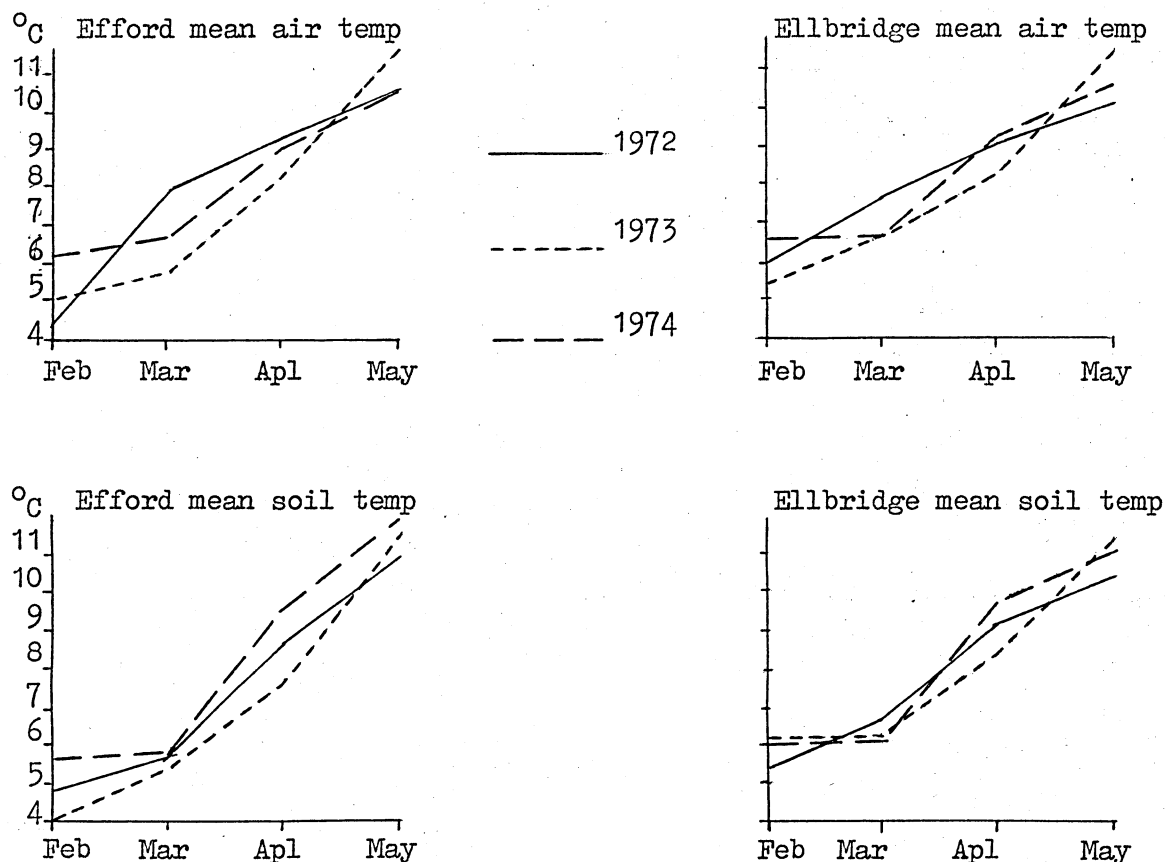 °C Efford mean air temp
11
10
9
8
7
6
5
4
Feb Mar Apl May
1972
1973
1974
Ellbridge mean air temp
Feb Mar Apl May
°C Efford mean soil temp
11
10
9
8
7
6
5
4
Feb Mar Apl May
Ellbridge mean soil temp
Feb Mar Apl May